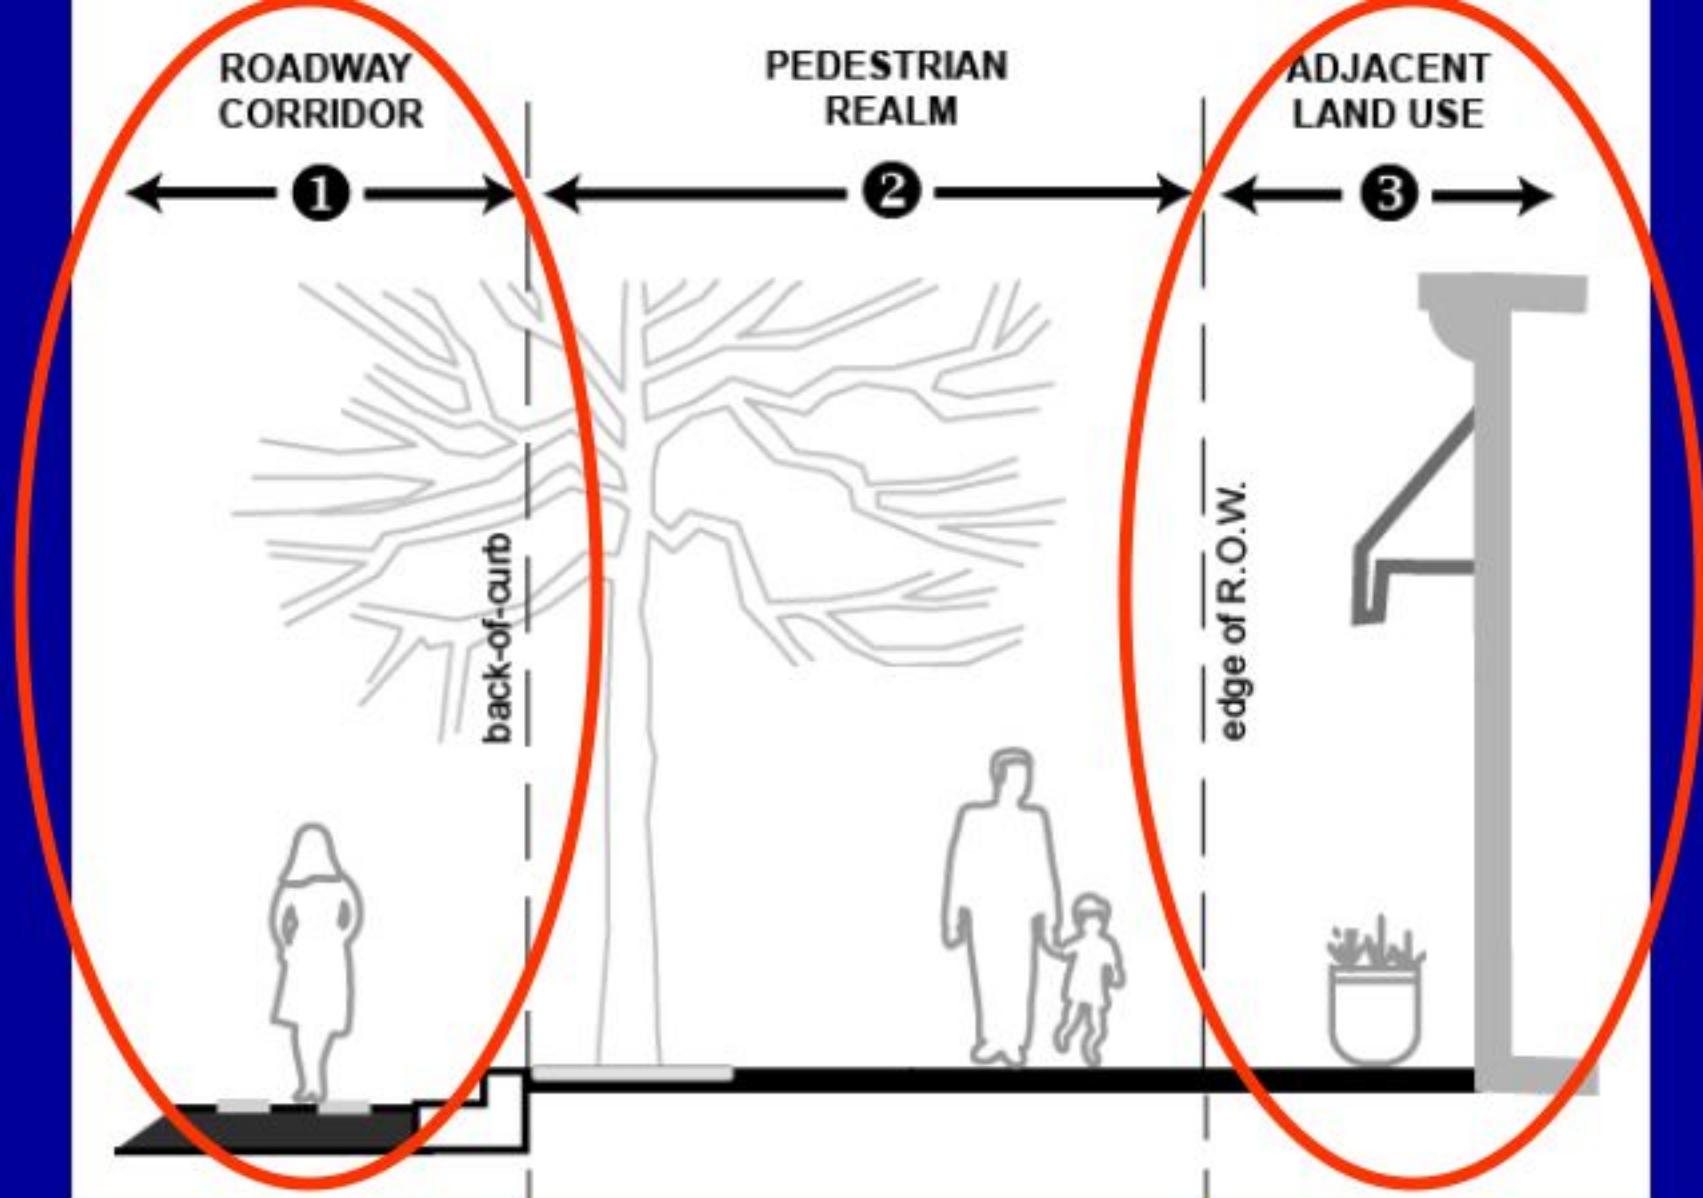 ROADWAY
CORRIDOR
PEDESTRIAN
REALM
ADJACENT
LAND USE
1
2
3
back-of-curb
edge of R.O.W.